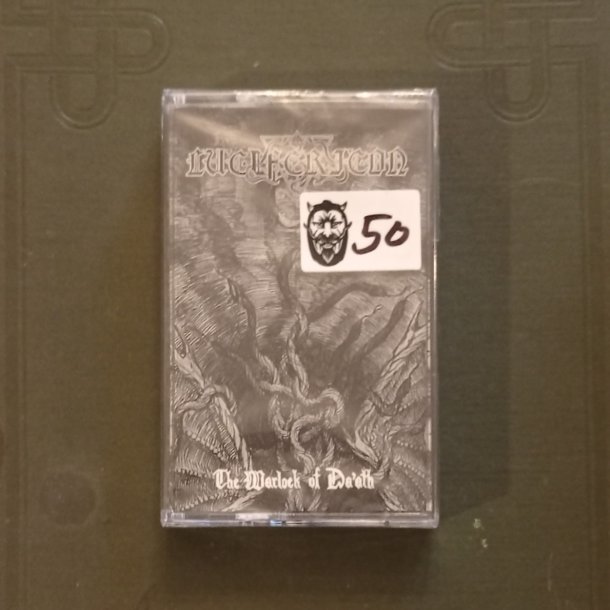 LUCIFERICON
50
The Warlock of Da'ath